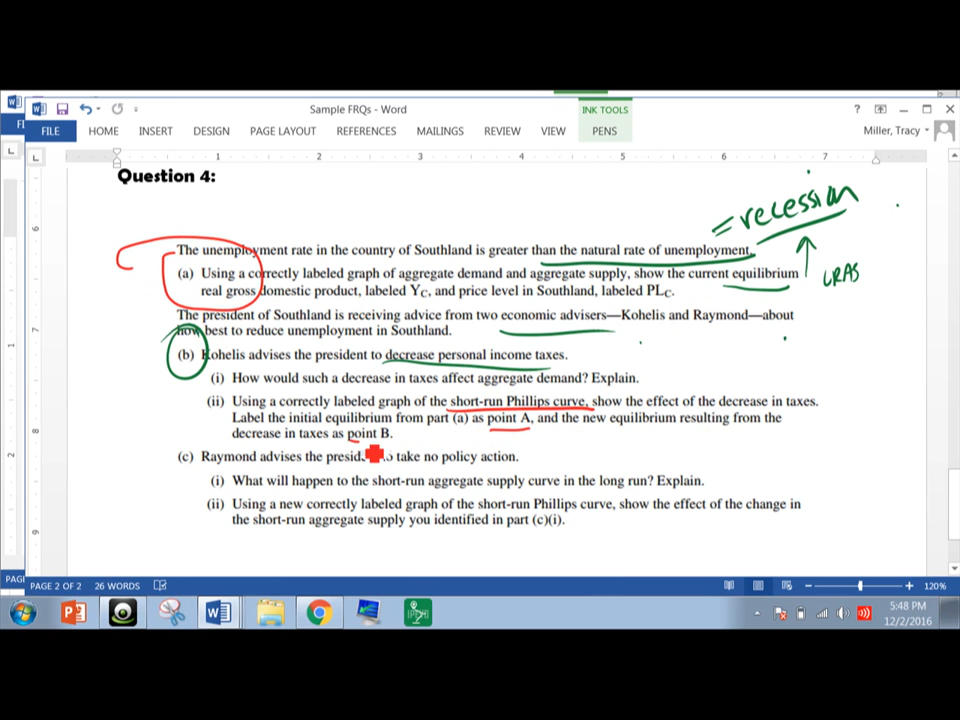 Sample FRQs - Word
INK TOOLS
FILE
HOME
INSERT
DESIGN
PAGE LAYOUT
REFERENCES
MAILINGS
REVIEW
VIEW
PENS
Miller, Tracy
1 2 3 4 5 6 7
Question 4:
= recession
The unemployment rate in the country of Southland is greater than the natural rate of unemployment.
(a) Using a correctly labeled graph of aggregate demand and aggregate supply, show the current equilibrium
LRAS
real gross domestic product, labeled YC, and price level in Southland, labeled PLC.
The president of Southland is receiving advice from two economic advisers—Kohelis and Raymond—about
how best to reduce unemployment in Southland.
(b) Kohelis advises the president to decrease personal income taxes.
(i) How would such a decrease in taxes affect aggregate demand? Explain.
(ii) Using a correctly labeled graph of the short-run Phillips curve, show the effect of the decrease in taxes.
Label the initial equilibrium from part (a) as point A, and the new equilibrium resulting from the
decrease in taxes as point B.
(c) Raymond advises the president to take no policy action.
(i) What will happen to the short-run aggregate supply curve in the long run? Explain.
(ii) Using a new correctly labeled graph of the short-run Phillips curve, show the effect of the change in
the short-run aggregate supply you identified in part (c)(i).
PAGE 2 OF 2 26 WORDS
120%
5:48 PM
12/2/2016